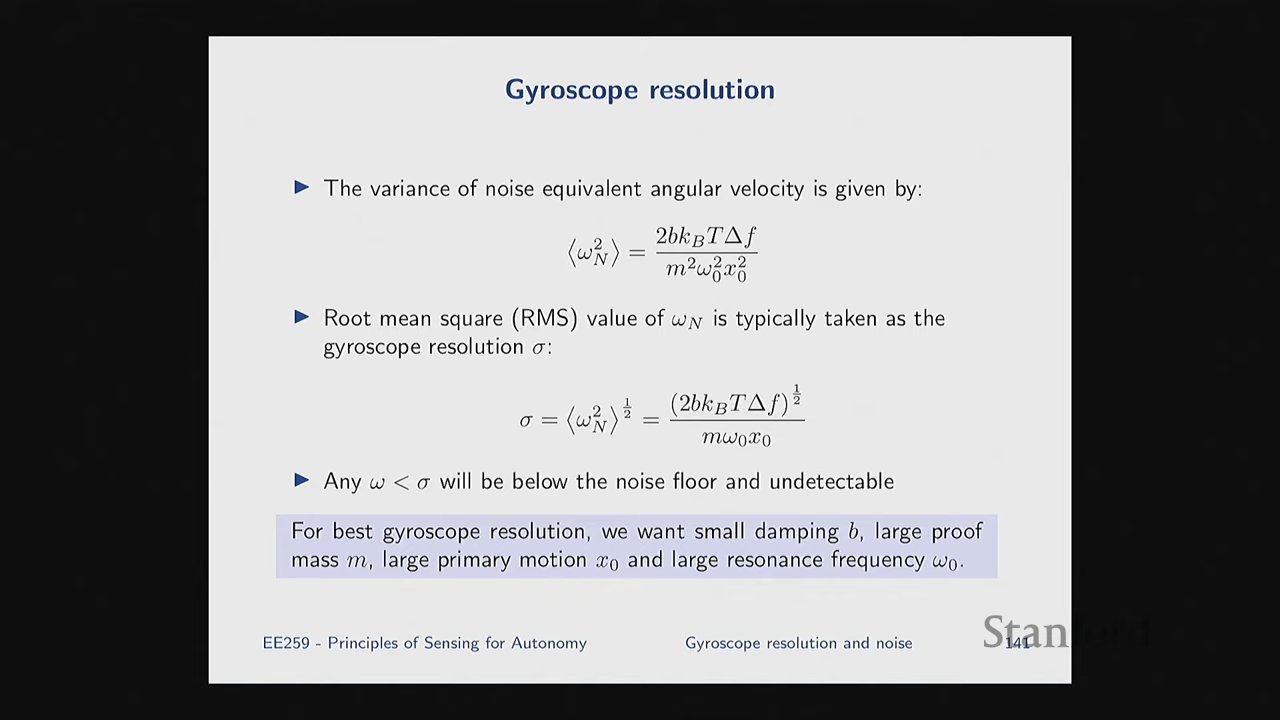 Gyroscope resolution
▶ The variance of noise equivalent angular velocity is given by:
⟨ω_N^2⟩ = 2bk_BTΔf / m^2ω_0^2x_0^2
▶ Root mean square (RMS) value of ω_N is typically taken as the
gyroscope resolution σ:
σ = ⟨ω_N^2⟩^{1/2} = (2bk_BTΔf)^{1/2} / mω_0x_0
▶ Any ω < σ will be below the noise floor and undetectable
For best gyroscope resolution, we want small damping b, large proof
mass m, large primary motion x_0 and large resonance frequency ω_0.
EE259 - Principles of Sensing for Autonomy Gyroscope resolution and noise 141
Stanford